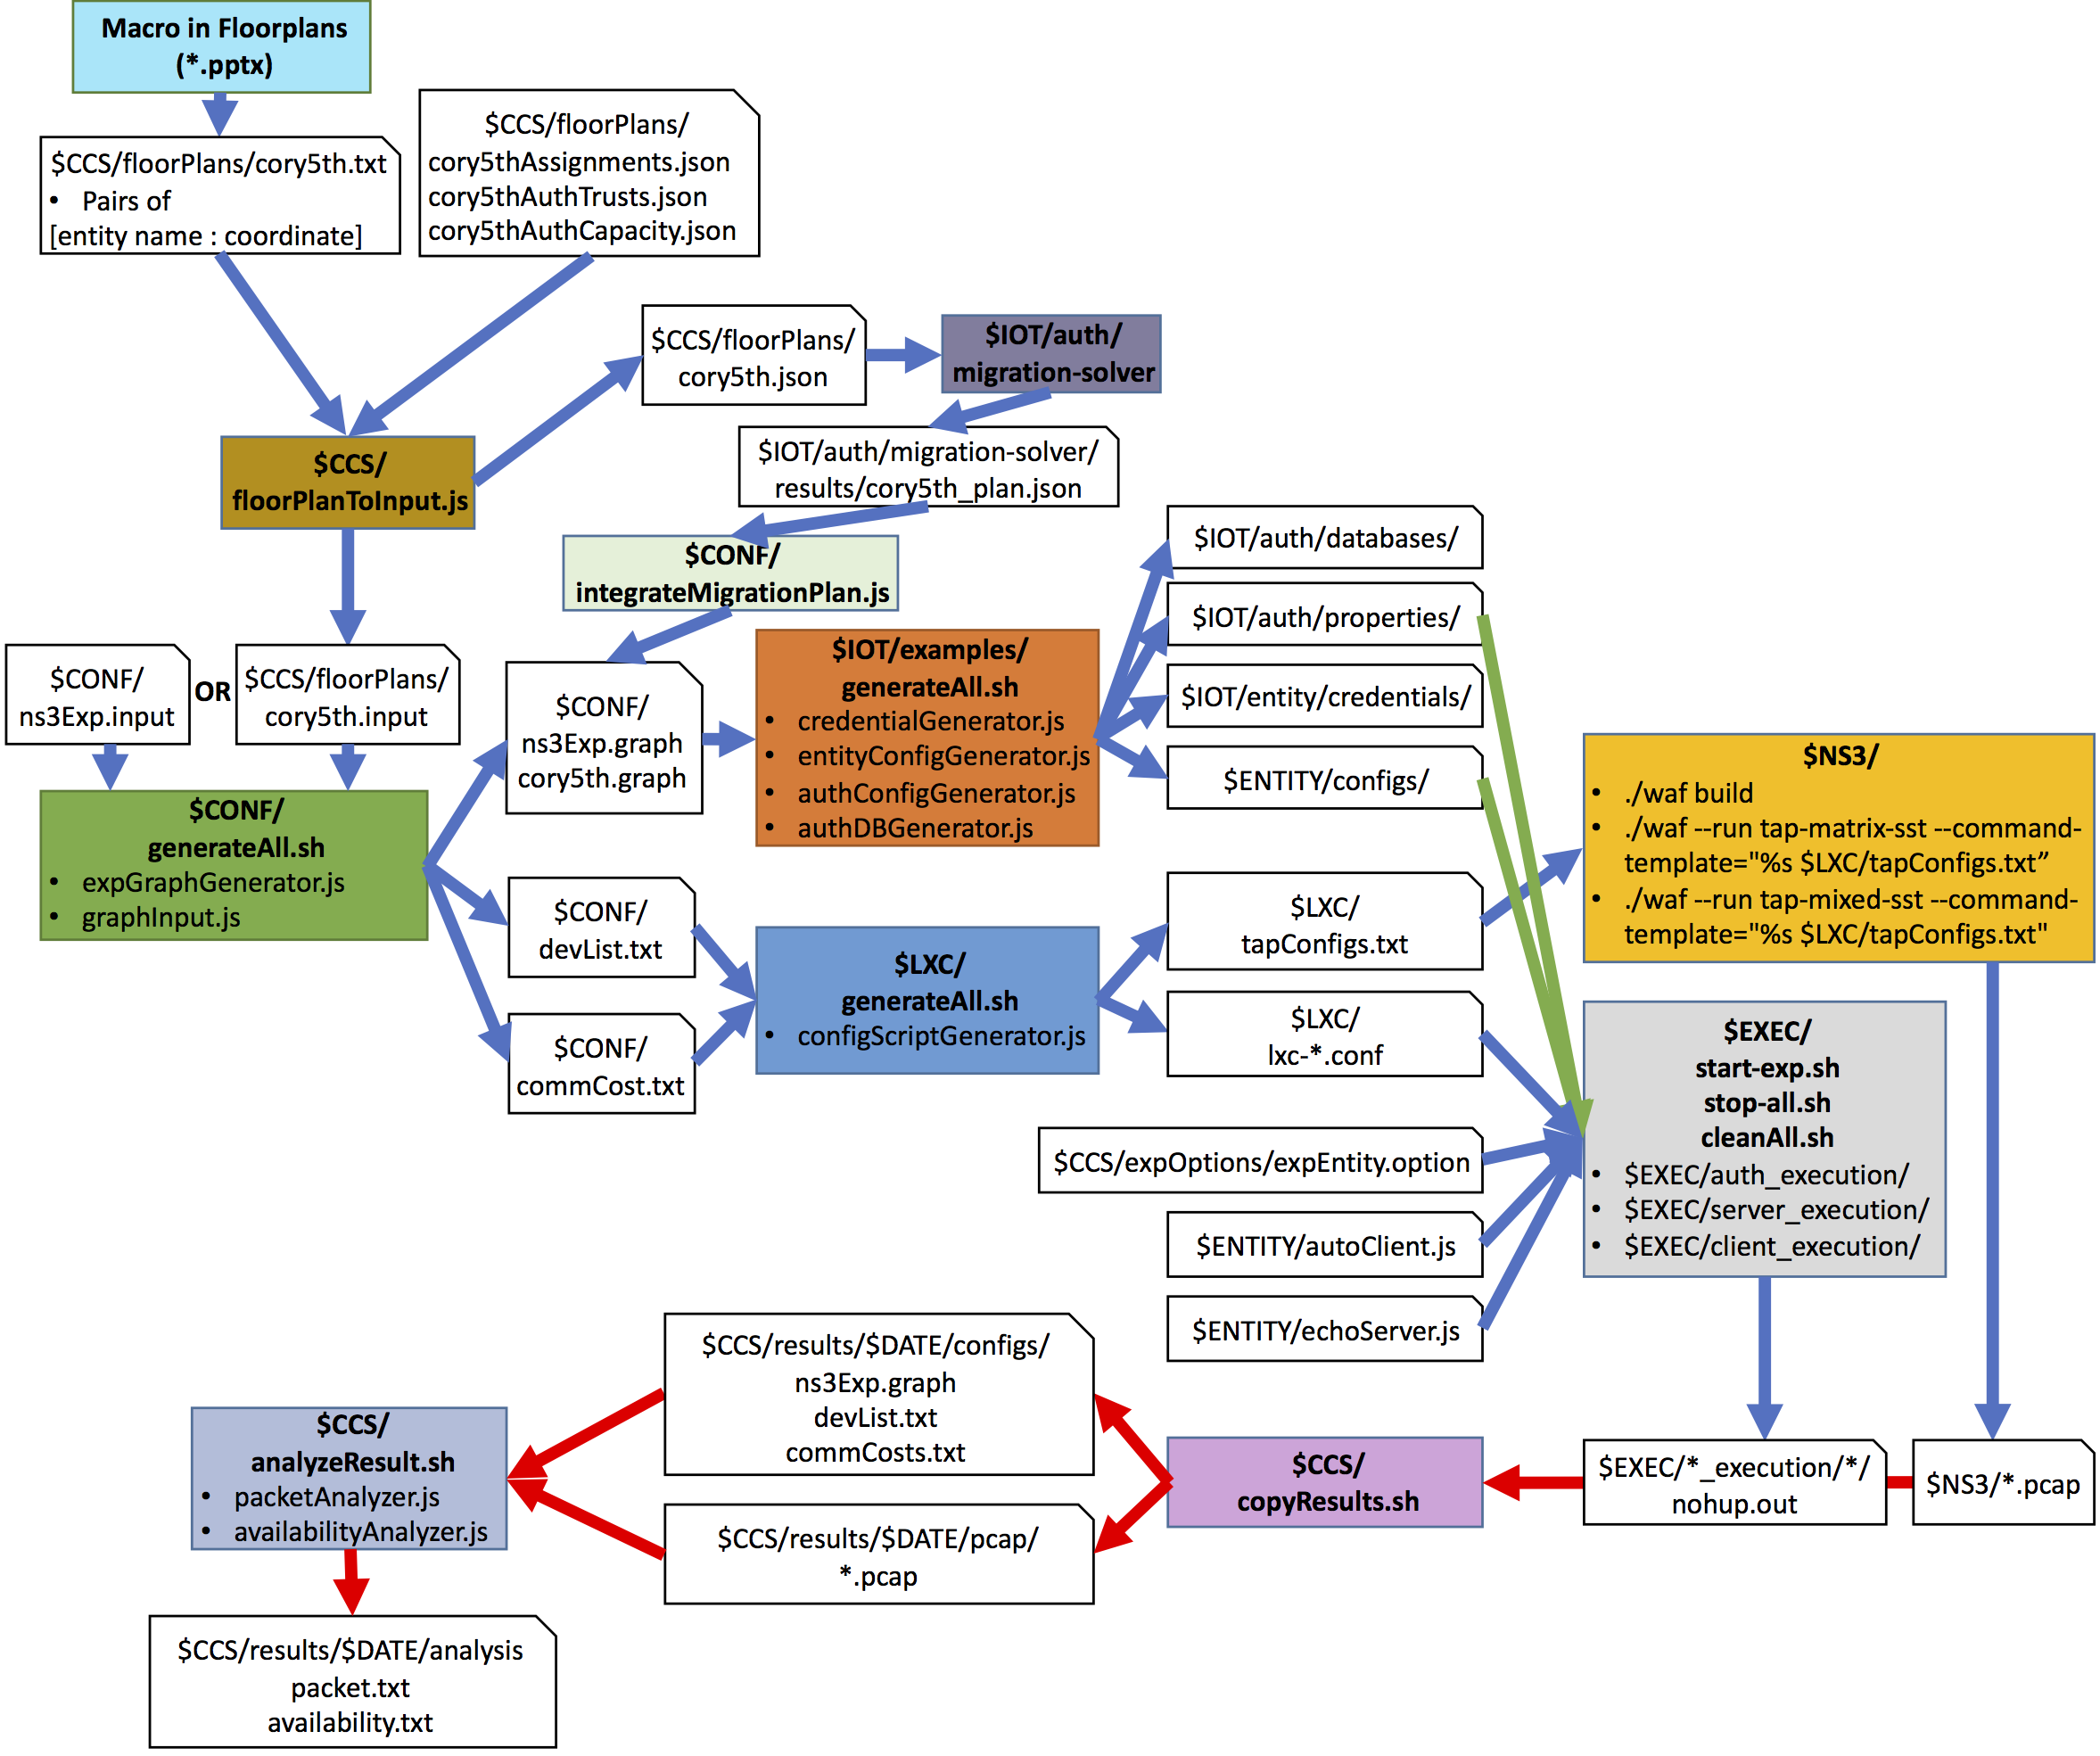 Macro in Floorplans
(*.pptx)
$CCS/floorPlans/cory5th.txt
• Pairs of
[entity name : coordinate]
$CCS/floorPlans/
cory5thAssignments.json
cory5thAuthTrusts.json
cory5thAuthCapacity.json
$CCS/floorPlans/
cory5th.json
$IOT/auth/
migration-solver
$CCS/
floorPlanToInput.js
$IOT/auth/migration-solver/
results/cory5th_plan.json
$CONF/
integrateMigrationPlan.js
$CONF/
ns3Exp.input
OR
$CCS/floorPlans/
cory5th.input
$CONF/
generateAll.sh
• expGraphGenerator.js
• graphInput.js
$CONF/
ns3Exp.graph
cory5th.graph
$CONF/
devList.txt
$CONF/
commCost.txt
$IOT/examples/
generateAll.sh
• credentialGenerator.js
• entityConfigGenerator.js
• authConfigGenerator.js
• authDBGenerator.js
$LXC/
generateAll.sh
• configScriptGenerator.js
$IOT/auth/databases/
$IOT/auth/properties/
$IOT/entity/credentials/
$ENTITY/configs/
$LXC/
tapConfigs.txt
$LXC/
lxc-*.conf
$CCS/expOptions/expEntity.option
$ENTITY/autoClient.js
$ENTITY/echoServer.js
$NS3/
• ./waf build
• ./waf --run tap-matrix-sst --command-
template="%s $LXC/tapConfigs.txt”
• ./waf --run tap-mixed-sst --command-
template="%s $LXC/tapConfigs.txt"
$EXEC/
start-exp.sh
stop-all.sh
cleanAll.sh
• $EXEC/auth_execution/
• $EXEC/server_execution/
• $EXEC/client_execution/
$EXEC/*_execution/*/
nohup.out
$NS3/*.pcap
$CCS/
copyResults.sh
$CCS/results/$DATE/configs/
ns3Exp.graph
devList.txt
commCosts.txt
$CCS/results/$DATE/pcap/
*.pcap
$CCS/
analyzeResult.sh
• packetAnalyzer.js
• availabilityAnalyzer.js
$CCS/results/$DATE/analysis
packet.txt
availability.txt